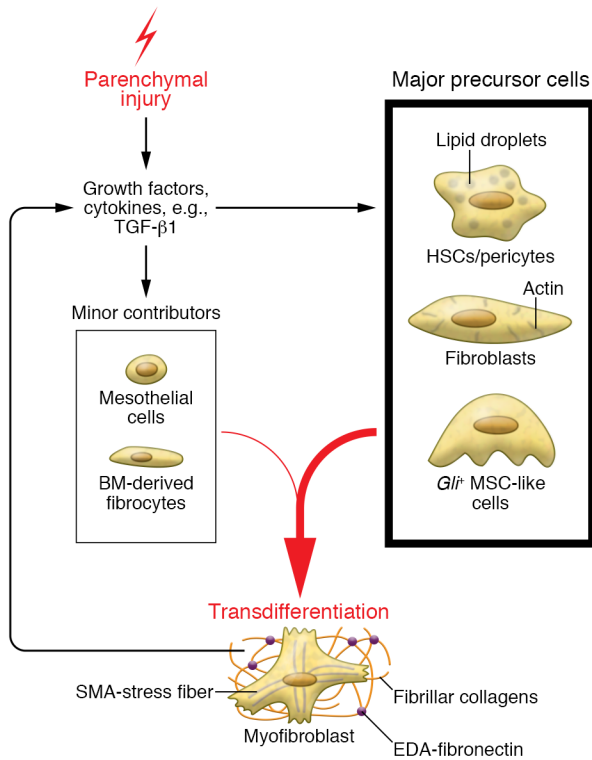 Parenchymal
injury
Growth factors,
cytokines, e.g.,
TGF-β1
Minor contributors
Mesothelial
cells
BM-derived
fibrocytes
Major precursor cells
Lipid droplets
HSCs/pericytes
Actin
Fibroblasts
Gli⁺ MSC-like
cells
Transdifferentiation
SMA-stress fiber
Fibrillar collagens
Myofibroblast
EDA-fibronectin